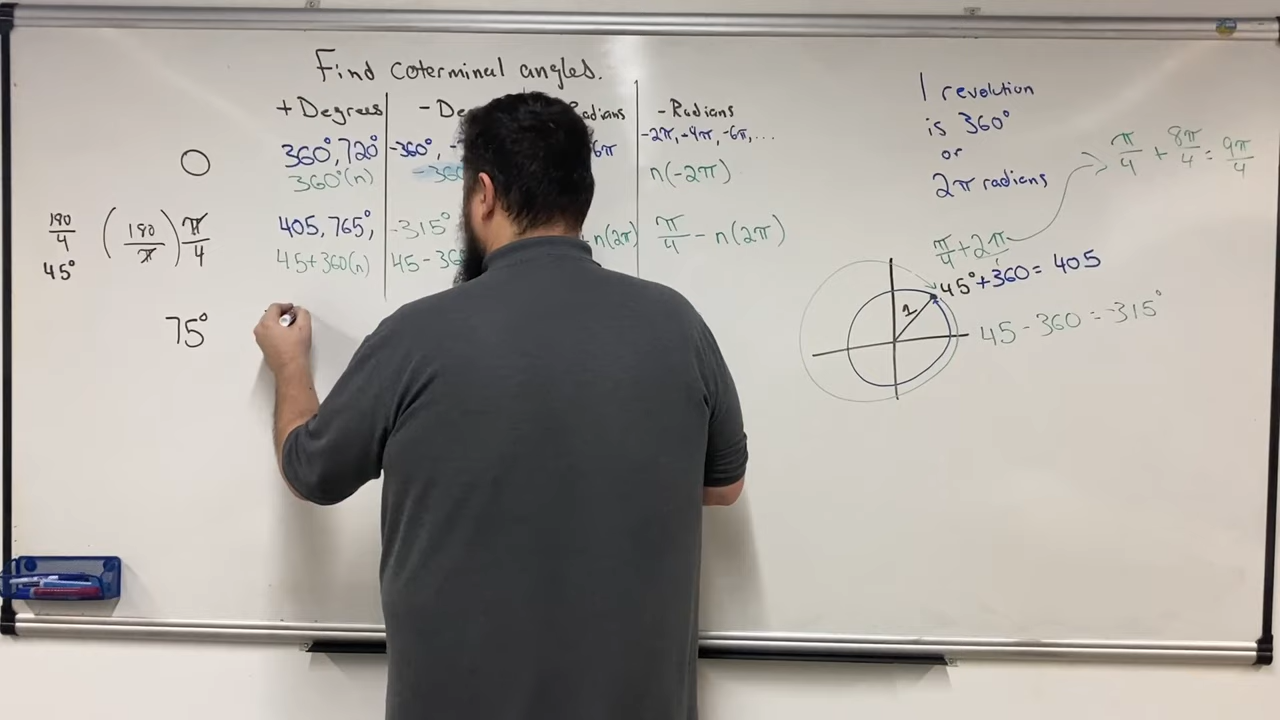 Find coterminal angles.
+ Degrees - De adians - Radians
0 360°, 720° -360°, - 6π -2π, -4π, -6π, ...
360°(n) -360 n(-2π)
180/4 (180/π) π/4 405, 765°, -315° n(2π) π/4 - n(2π)
45° 45+360(n) 45-360
75°
1 revolution
is 360°
or
2π radians
π/4 + 8π/4 = 9π/4
π/4 + 2π
45° + 360 = 405
1
45 - 360 = -315°